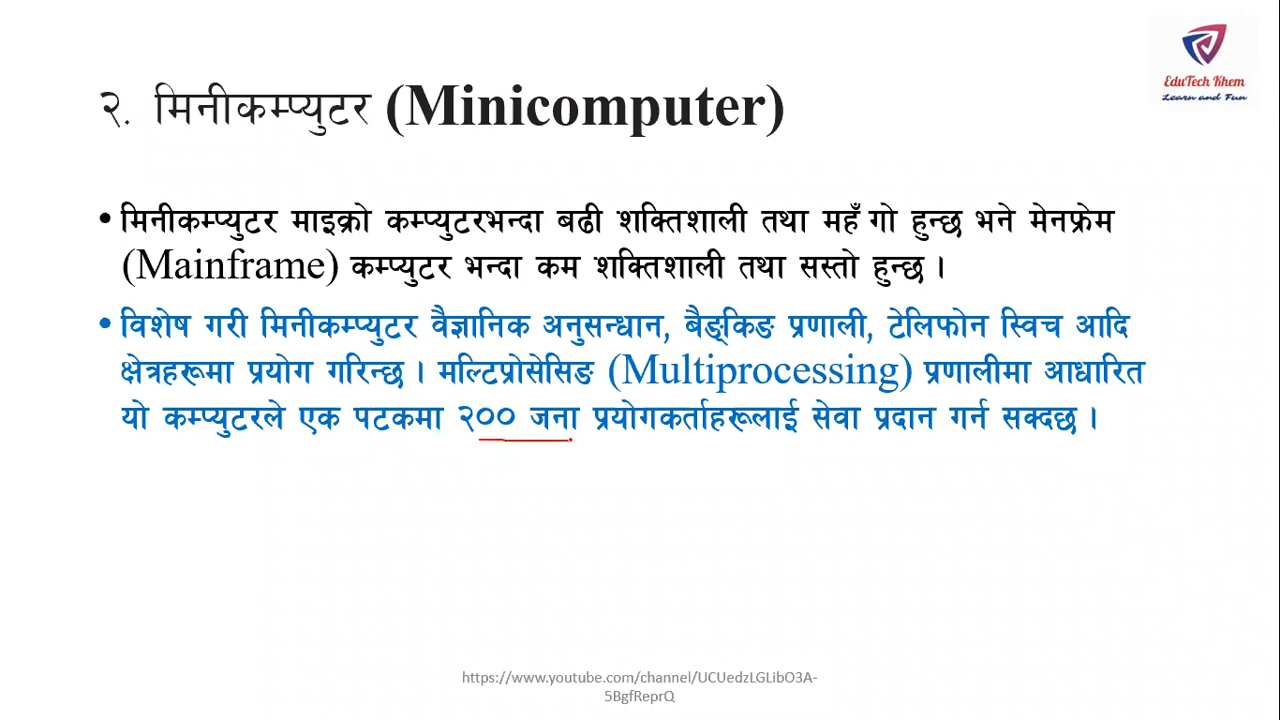 EduTech Khem
Learn and Fun
२. मिनीकम्प्युटर (Minicomputer)
• मिनीकम्प्युटर माइक्रो कम्प्युटरभन्दा बढी शक्तिशाली तथा महँ गो हुन्छ भने मेनफ्रेम
(Mainframe) कम्प्युटर भन्दा कम शक्तिशाली तथा सस्तो हुन्छ ।
• विशेष गरी मिनीकम्प्युटर वैज्ञानिक अनुसन्धान, बैङ्किङ प्रणाली, टेलिफोन स्विच आदि
क्षेत्रहरूमा प्रयोग गरिन्छ । मल्टिप्रोसेसिङ (Multiprocessing) प्रणालीमा आधारित
यो कम्प्युटरले एक पटकमा २०० जना प्रयोगकर्ताहरूलाई सेवा प्रदान गर्न सक्दछ ।
https://www.youtube.com/channel/UCUedzLGLibO3A-
5BgfReprQ